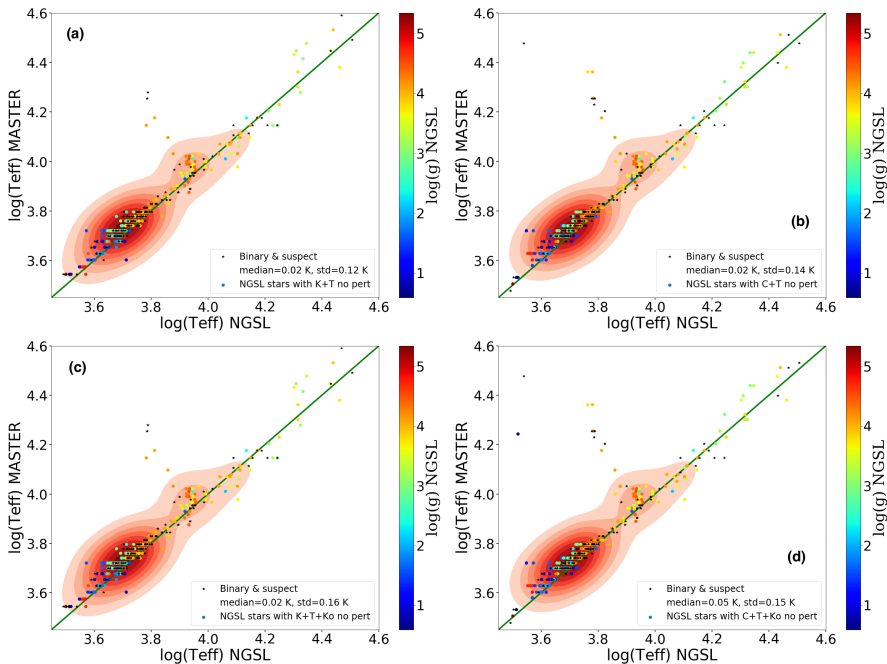 (a)
4.6
4.4
4.2
4.0
3.8
3.6
log(Teff) MASTER
3.6 3.8 4.0 4.2 4.4 4.6
log(Teff) NGSL
Binary & suspect
median=0.02 K, std=0.12 K
NGSL stars with K+T no pert
5
4
3
2
1
log(g) NGSL
(b)
4.6
4.4
4.2
4.0
3.8
3.6
log(Teff) MASTER
3.6 3.8 4.0 4.2 4.4 4.6
log(Teff) NGSL
Binary & suspect
median=0.02 K, std=0.14 K
NGSL stars with C+T no pert
5
4
3
2
1
log(g) NGSL
(c)
4.6
4.4
4.2
4.0
3.8
3.6
log(Teff) MASTER
3.6 3.8 4.0 4.2 4.4 4.6
log(Teff) NGSL
Binary & suspect
median=0.02 K, std=0.16 K
NGSL stars with K+T+Ko no pert
5
4
3
2
1
log(g) NGSL
(d)
4.6
4.4
4.2
4.0
3.8
3.6
log(Teff) MASTER
3.6 3.8 4.0 4.2 4.4 4.6
log(Teff) NGSL
Binary & suspect
median=0.05 K, std=0.15 K
NGSL stars with C+T+Ko no pert
5
4
3
2
1
log(g) NGSL